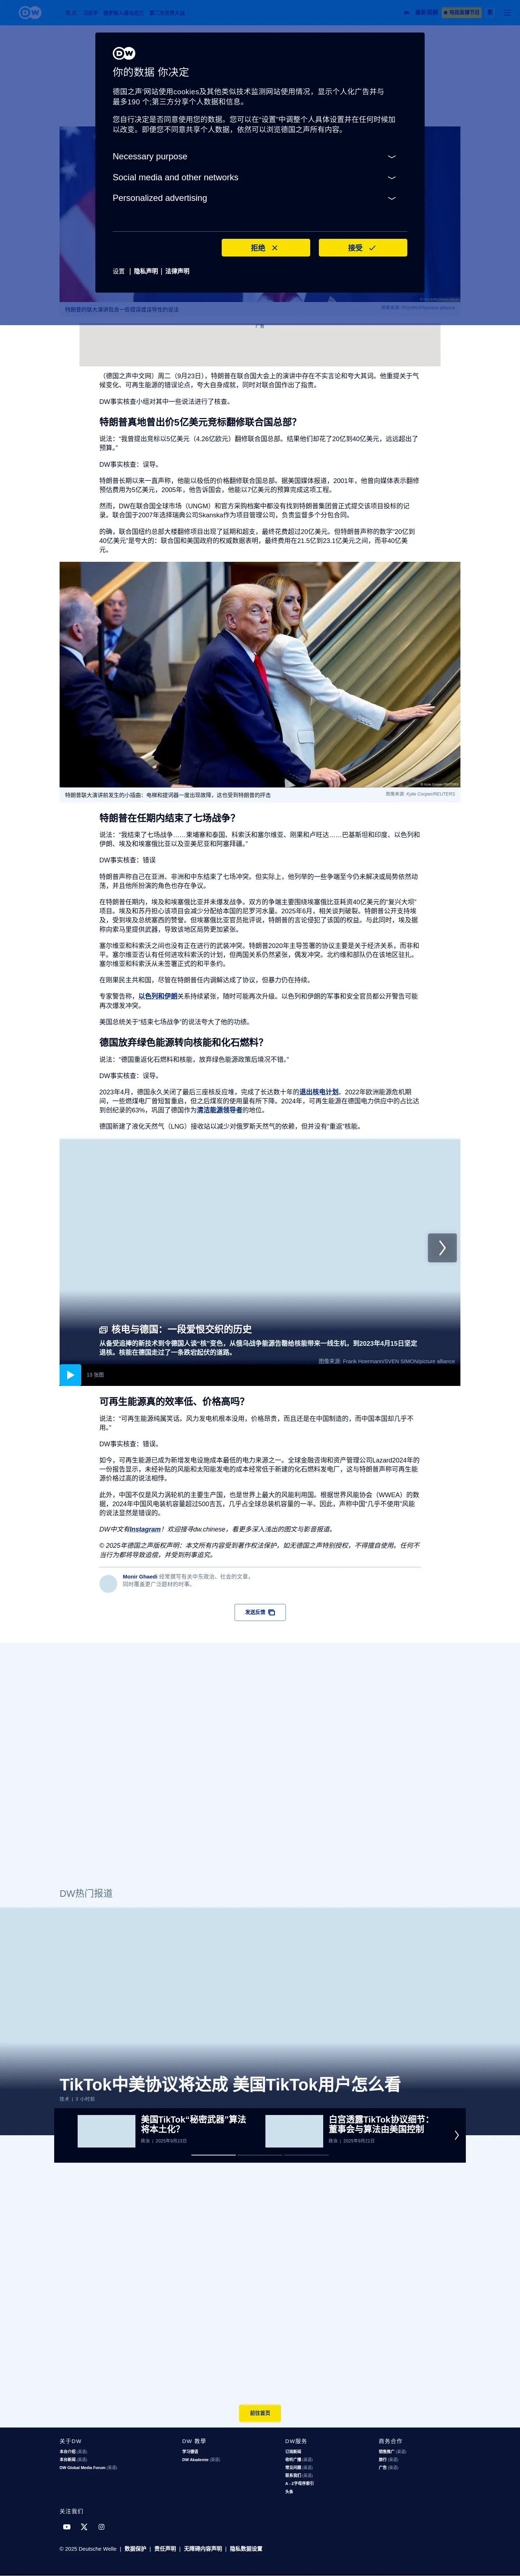 DW
你的数据 你决定
德国之声'网站使用cookies及其他类似技术监测网站使用情况，显示个人化广告并与
最多190 个;第三方分享个人数据和信息。
您自行决定是否同意使用您的数据。您可以在“设置”中调整个人具体设置并在任何时候加
以改变。即便您不同意共享个人数据，依然可以浏览德国之声所有内容。
Necessary purpose
Social media and other networks
Personalized advertising
拒绝
接受
设置 | 隐私声明 | 法律声明
特朗普的联大演讲包含一些错误或误导性的说法
广告
（德国之声中文网）周二（9月23日），特朗普在联合国大会上的演讲中存在不实言论和夸大其词。他重提关于气
候变化、可再生能源的错误论点，夸大自身成就，同时对联合国作出了指责。
DW事实核查小组对其中一些说法进行了核查。
特朗普真地曾出价5亿美元竞标翻修联合国总部？
说法：“我曾提出竞标以5亿美元（4.26亿欧元）翻修联合国总部。结果他们却花了20亿到40亿美元，远远超出了
预算。”
DW事实核查：误导。
特朗普长期以来一直声称，他能以极低的价格翻修联合国总部。据美国媒体报道，2001年，他曾向媒体表示翻修
预估费用为5亿美元，2005年，他告诉国会，他能以7亿美元的预算完成这项工程。
然而，DW在联合国全球市场（UNGM）和官方采购档案中都没有找到特朗普集团曾正式提交该项目投标的记
录。联合国于2007年选择瑞典公司Skanska作为项目管理公司，负责监督多个分包合同。
的确，联合国纽约总部大楼翻修项目出现了延期和超支，最终花费超过20亿美元。但特朗普声称的数字“20亿到
40亿美元”是夸大的：联合国和美国政府的权威数据表明，最终费用在21.5亿到23.1亿美元之间，而非40亿美
元。
特朗普联大演讲前发生的小插曲：电梯和提词器一度出现故障，这也受到特朗普的抨击
图像来源: Kylie Cooper/REUTERS
特朗普在任期内结束了七场战争？
说法：“我结束了七场战争……柬埔寨和泰国、科索沃和塞尔维亚、刚果和卢旺达……巴基斯坦和印度、以色列和
伊朗、埃及和埃塞俄比亚以及亚美尼亚和阿塞拜疆。”
DW事实核查：错误
特朗普声称自己在亚洲、非洲和中东结束了七场冲突。但实际上，他列举的一些争端至今仍未解决或局势依然动
荡，并且他所扮演的角色也存在争议。
在特朗普任期内，埃及和埃塞俄比亚并未爆发战争。双方的争端主要围绕埃塞俄比亚耗资40亿美元的“复兴大坝”
项目。埃及和苏丹担心该项目会减少分配给本国的尼罗河水量。2025年6月，相关谈判破裂。特朗普公开支持埃
及，受到埃及总统塞西的赞誉。但埃塞俄比亚官员批评说，特朗普的言论侵犯了该国的权益。与此同时，埃及据
称向索马里提供武器，导致该地区局势更加紧张。
塞尔维亚和科索沃之间也没有正在进行的武装冲突。特朗普2020年主导签署的协议主要是关于经济关系，而非和
平。塞尔维亚否认有任何进攻科索沃的计划，但两国关系仍然紧张，偶发冲突。北约维和部队仍在该地区驻扎。
塞尔维亚和科索沃从未签署正式的和平条约。
在刚果民主共和国，尽管在特朗普任内调解达成了协议，但暴力仍在持续。
专家警告称，以色列和伊朗关系持续紧张，随时可能再次升级。以色列和伊朗的军事和安全官员都公开警告可能
再次爆发冲突。
美国总统关于“结束七场战争”的说法夸大了他的功绩。
德国放弃绿色能源转向核能和化石燃料？
说法：“德国重返化石燃料和核能，放弃绿色能源政策后境况不错。”
DW事实核查：误导。
2023年4月，德国永久关闭了最后三座核反应堆，完成了长达数十年的退出核电计划。2022年欧洲能源危机期
间，一些燃煤电厂曾短暂重启，但之后煤炭的使用量有所下降。2024年，可再生能源在德国电力供应中的占比达
到创纪录的63%，巩固了德国作为清洁能源领导者的地位。
德国新建了液化天然气（LNG）接收站以减少对俄罗斯天然气的依赖，但并没有“重返”核能。
核电与德国：一段爱恨交织的历史
从备受追捧的新技术到令德国人谈“核”变色，从俄乌战争能源告罄给核能带来一线生机，到2023年4月15日坚定
退核。核能在德国走过了一条跌宕起伏的道路。
图像来源: Frank Hoermann/SVEN SIMON/picture alliance
13 张图
可再生能源真的效率低、价格高吗？
说法：“可再生能源纯属笑话。风力发电机根本没用，价格昂贵，而且还是在中国制造的，而中国本国却几乎不
用。”
DW事实核查：错误。
如今，可再生能源已成为新增发电设施成本最低的电力来源之一。全球金融咨询和资产管理公司Lazard2024年的
一份报告显示，未经补贴的风能和太阳能发电的成本经常低于新建的化石燃料发电厂，这与特朗普声称可再生能
源价格过高的说法相悖。
此外，中国不仅是风力涡轮机的主要生产国，也是世界上最大的风能利用国。根据世界风能协会（WWEA）的数
据，2024年中国风电装机容量超过500吉瓦，几乎占全球总装机容量的一半。因此，声称中国“几乎不使用”风能
的说法显然是错误的。
DW中文有Instagram！欢迎搜寻dw.chinese，看更多深入浅出的图文与影音报道。
© 2025年德国之声版权声明：本文所有内容受到著作权法保护，如无德国之声特别授权，不得擅自使用。任何不
当行为都将导致追偿，并受到刑事追究。
Monir Ghaedi 经常撰写有关中东政治、社会的文章，
同时覆盖更广泛题材的时事。
发送反馈
DW热门报道
TikTok中美协议将达成 美国TikTok用户怎么看
技术 | 8 小时前
美国TikTok“秘密武器”算法
将本土化？
政治 | 2025年9月23日
白宫透露TikTok协议细节：
董事会与算法由美国控制
政治 | 2025年9月21日
前往首页
关于DW
本台介绍 (英语)
本台新闻 (英语)
DW Global Media Forum (英语)
DW 教學
学习德语
DW Akademie (英语)
DW服务
订阅新闻
收听广播 (英语)
常见问题 (英语)
联系我们 (英语)
A - Z字母序索引
头条
商务合作
销售推广 (英语)
旅行 (英语)
广告 (英语)
关注我们
© 2025 Deutsche Welle | 数据保护 | 责任声明 | 无障碍内容声明 | 隐私数据设置